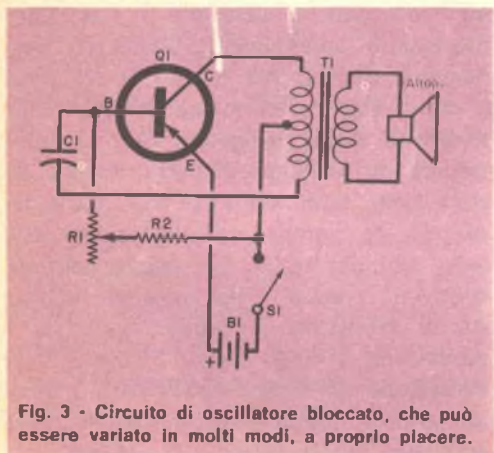 Q1
C
T1
B
C1
E
R2
R1
B1
S1
+
Fig. 3 - Circuito di oscillatore bloccato, che può
essere variato in molti modi, a proprio piacere.